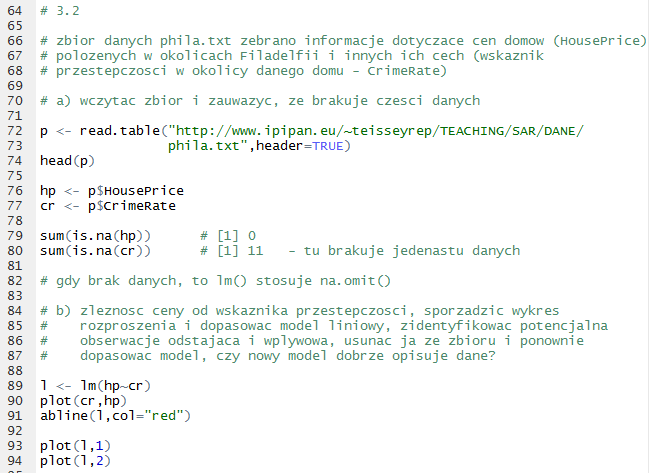 64 # 3.2
65
66 # zbior danych phila.txt zebrano informacje dotyczace cen domow (HousePrice)
67 # polozenych w okolicach Filadelfii i innych ich cech (wskaznik
68 # przestepczosci w okolicy danego domu - CrimeRate)
69
70 # a) wczytac zbior i zauwazyc, ze brakuje czesci danych
71
72 p <- read.table("http://www.ipipan.eu/~teisseyrep/TEACHING/SAR/DANE/
73                 phila.txt",header=TRUE)
74 head(p)
75
76 hp <- p$HousePrice
77 cr <- p$CrimeRate
78
79 sum(is.na(hp))      # [1] 0
80 sum(is.na(cr))      # [1] 11   - tu brakuje jedenastu danych
81
82 # gdy brak danych, to lm() stosuje na.omit()
83
84 # b) zleznosc ceny od wskaznika przestepczosci, sporzadzic wykres
85 #    rozproszenia i dopasowac model liniowy, zidentyfikowac potencjalna
86 #    obserwacje odstajaca i wplywowa, usunac ja ze zbioru i ponownie
87 #    dopasowac model, czy nowy model dobrze opisuje dane?
88
89 l <- lm(hp~cr)
90 plot(cr,hp)
91 abline(l,col="red")
92
93 plot(l,1)
94 plot(l,2)